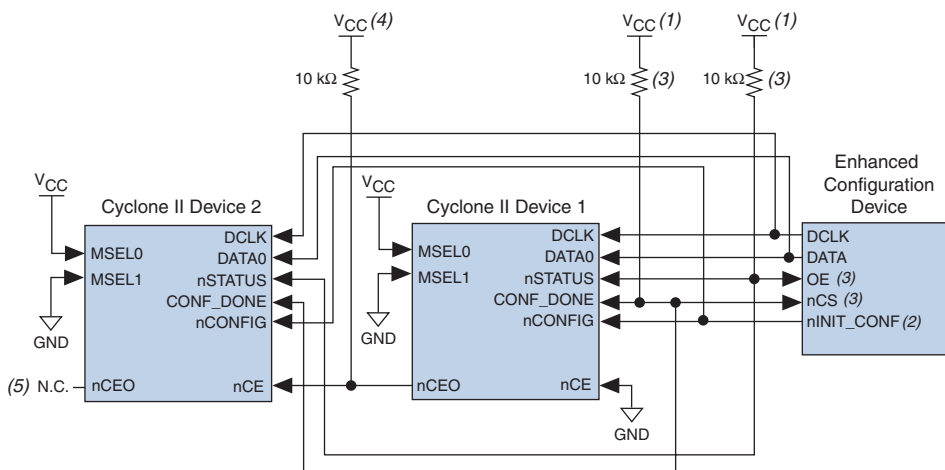 VCC (4)
VCC (1)
VCC (1)
10 kΩ
10 kΩ (3)
10 kΩ (3)
Enhanced
Configuration
Device
VCC
Cyclone II Device 2
MSEL0
MSEL1
GND
DCLK
DATA0
nSTATUS
CONF_DONE
nCONFIG
(5) N.C.
nCEO
nCE
VCC
Cyclone II Device 1
MSEL0
MSEL1
GND
DCLK
DATA0
nSTATUS
CONF_DONE
nCONFIG
nCEO
nCE
GND
DCLK
DATA
OE (3)
nCS (3)
nINIT_CONF (2)